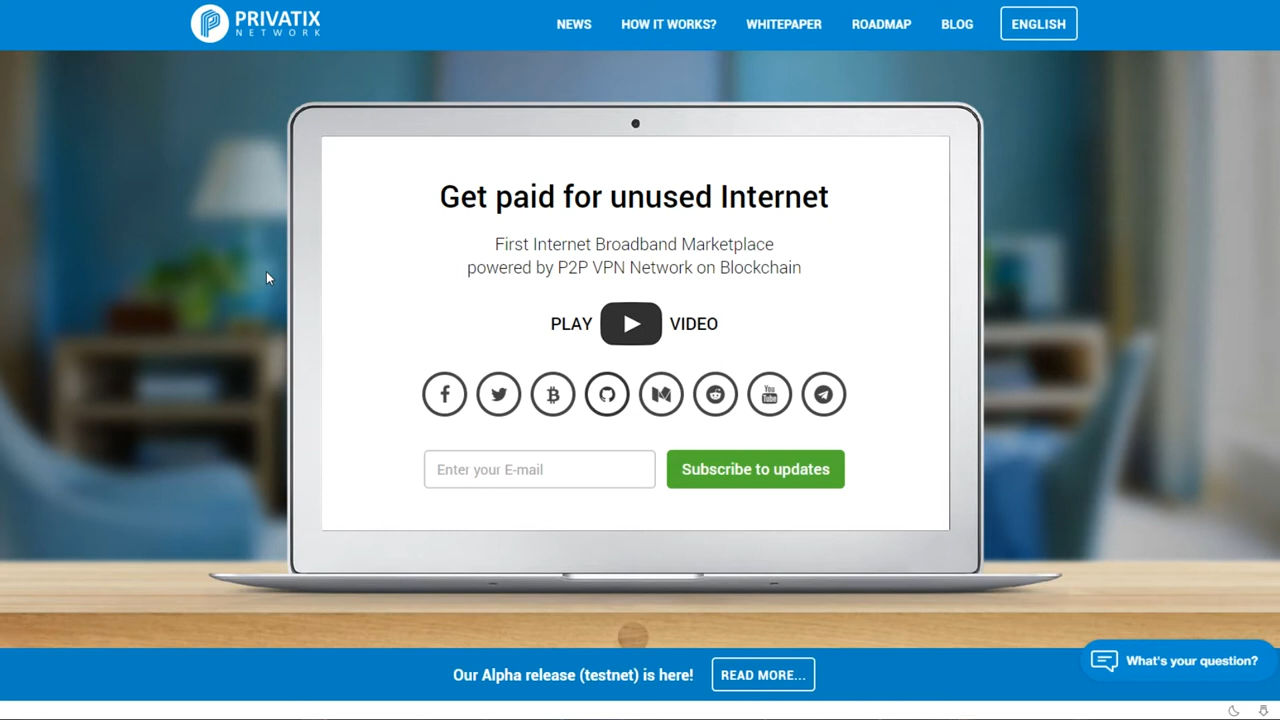 PRIVATIX
NETWORK
NEWS
HOW IT WORKS?
WHITEPAPER
ROADMAP
BLOG
ENGLISH
Get paid for unused Internet
First Internet Broadband Marketplace
powered by P2P VPN Network on Blockchain
PLAY VIDEO
You
Tube
Enter your E-mail
Subscribe to updates
Our Alpha release (testnet) is here!
READ MORE...
What's your question?